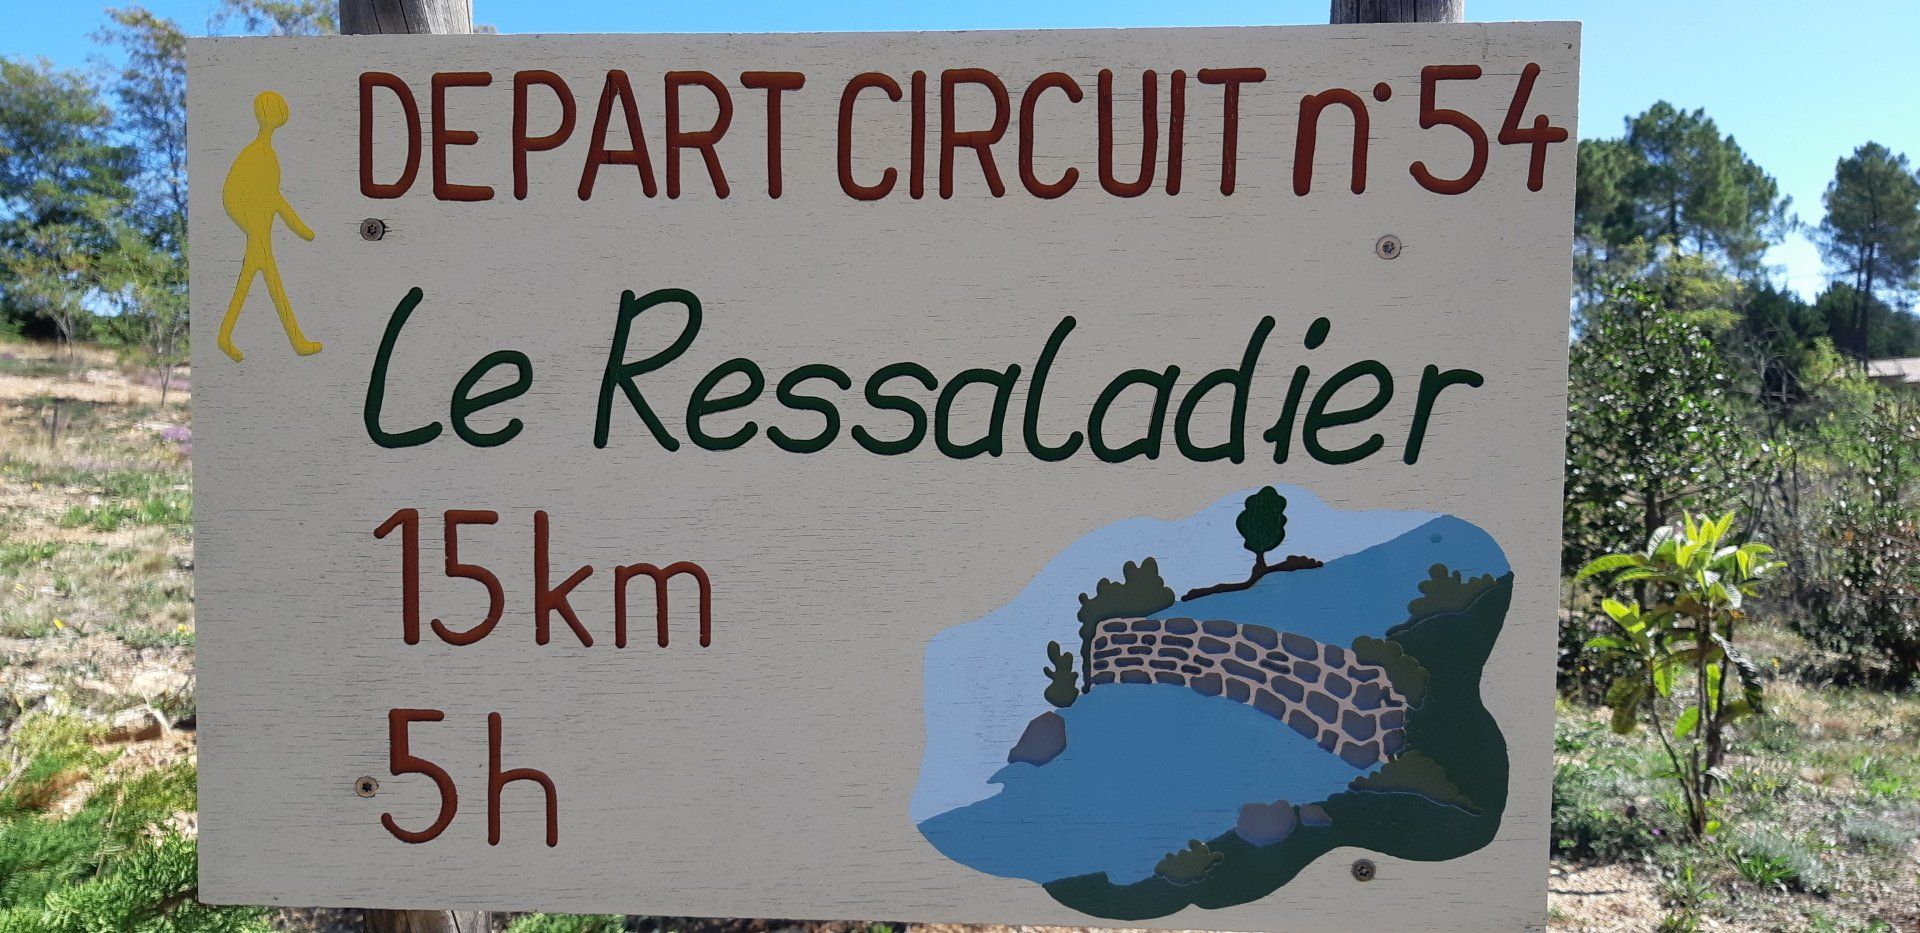 DEPART CIRCUIT n° 54
Le Ressaladier
15km
5h